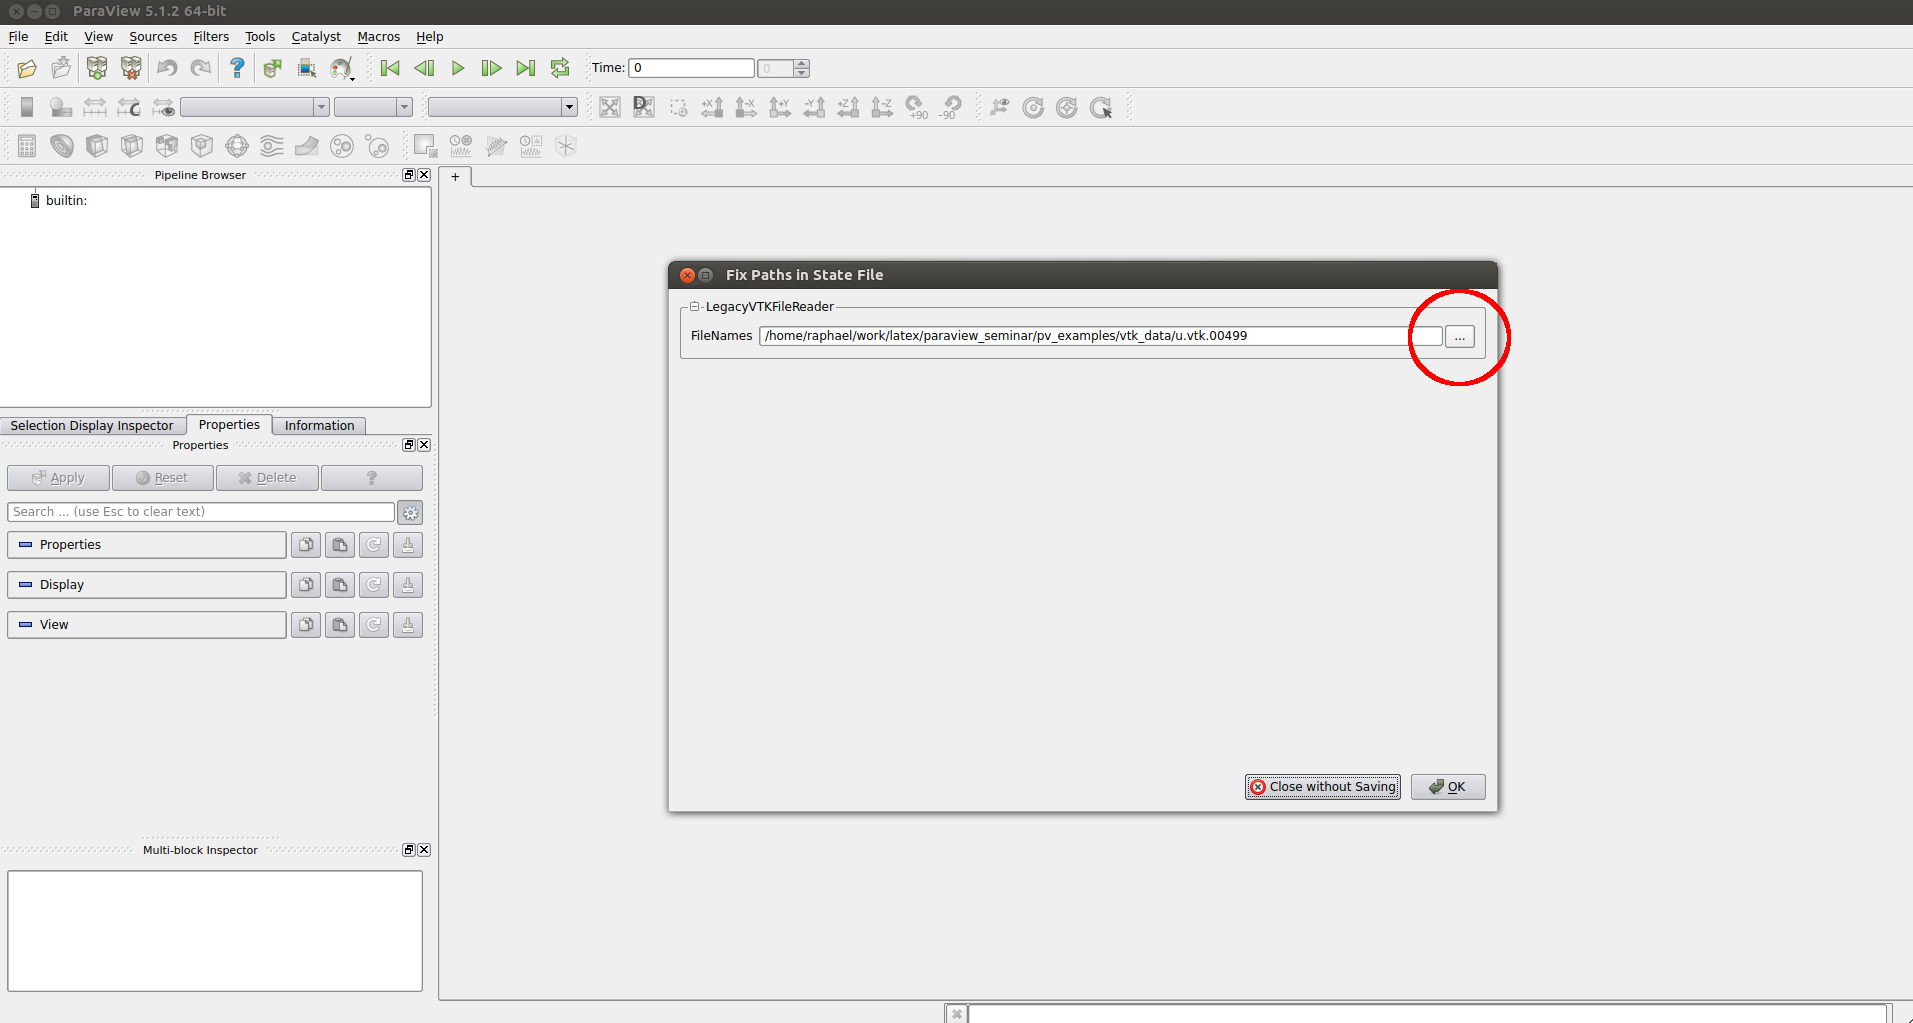 ParaView 5.1.2 64-bit
File Edit View Sources Filters Tools Catalyst Macros Help
? Time: 0 0
D +X -X +Y -Y +Z -Z +90 -90
Pipeline Browser
+
builtin:
Fix Paths in State File
LegacyVTKFileReader
FileNames /home/raphael/work/latex/paraview_seminar/pv_examples/vtk_data/u.vtk.00499 ...
Selection Display Inspector Properties Information
Properties
Apply Reset Delete ?
Search ... (use Esc to clear text)
Properties
Display
View
Close without Saving OK
Multi-block Inspector